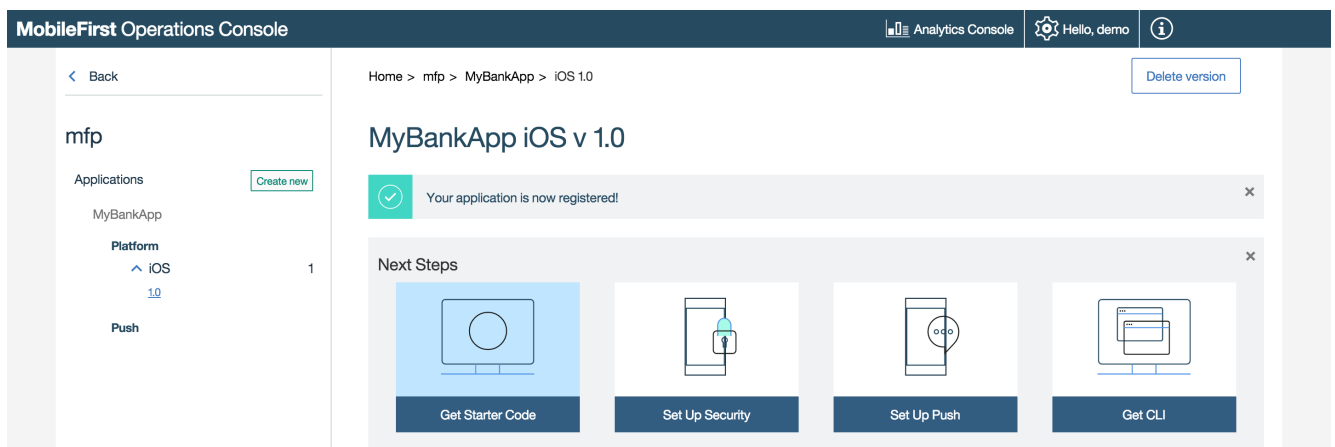 MobileFirst Operations Console
Analytics Console
Hello, demo
Back
Home > mfp > MyBankApp > iOS 1.0
Delete version
mfp
MyBankApp iOS v 1.0
Applications
Create new
Your application is now registered!
MyBankApp
Platform
iOS 1
1.0
Push
Next Steps
Get Starter Code
Set Up Security
Set Up Push
Get CLI